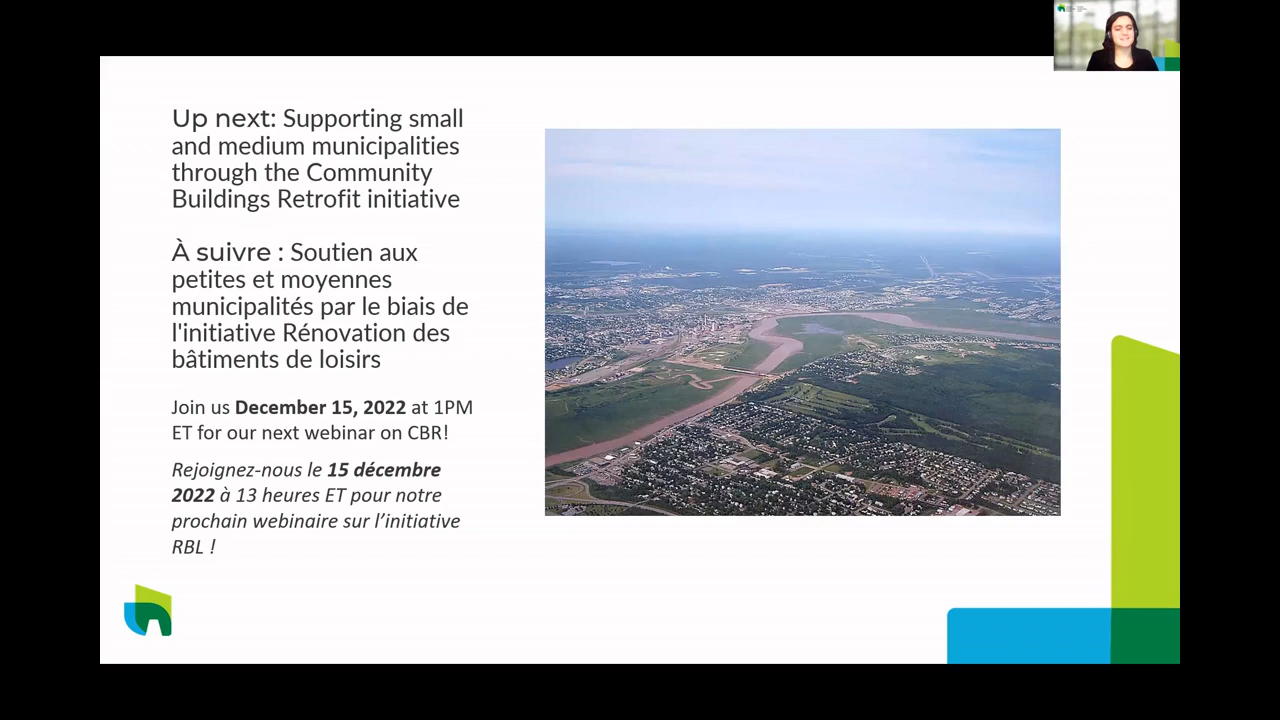 Up next: Supporting small
and medium municipalities
through the Community
Buildings Retrofit initiative
À suivre : Soutien aux
petites et moyennes
municipalités par le biais de
l'initiative Rénovation des
bâtiments de loisirs
Join us December 15, 2022 at 1PM
ET for our next webinar on CBR!
Rejoignez-nous le 15 décembre
2022 à 13 heures ET pour notre
prochain webinaire sur l’initiative
RBL !